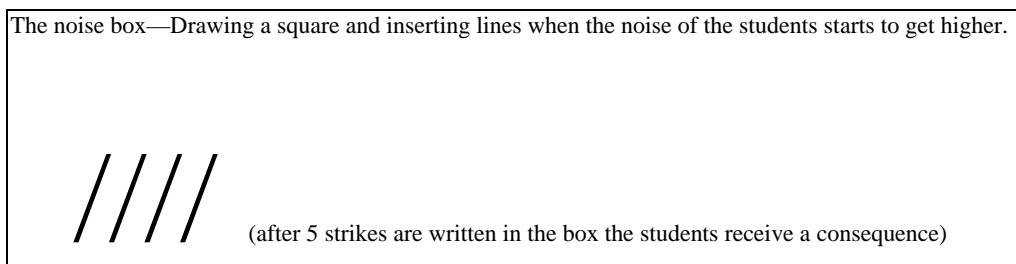 The noise box—Drawing a square and inserting lines when the noise of the students starts to get higher.
(after 5 strikes are written in the box the students receive a consequence)